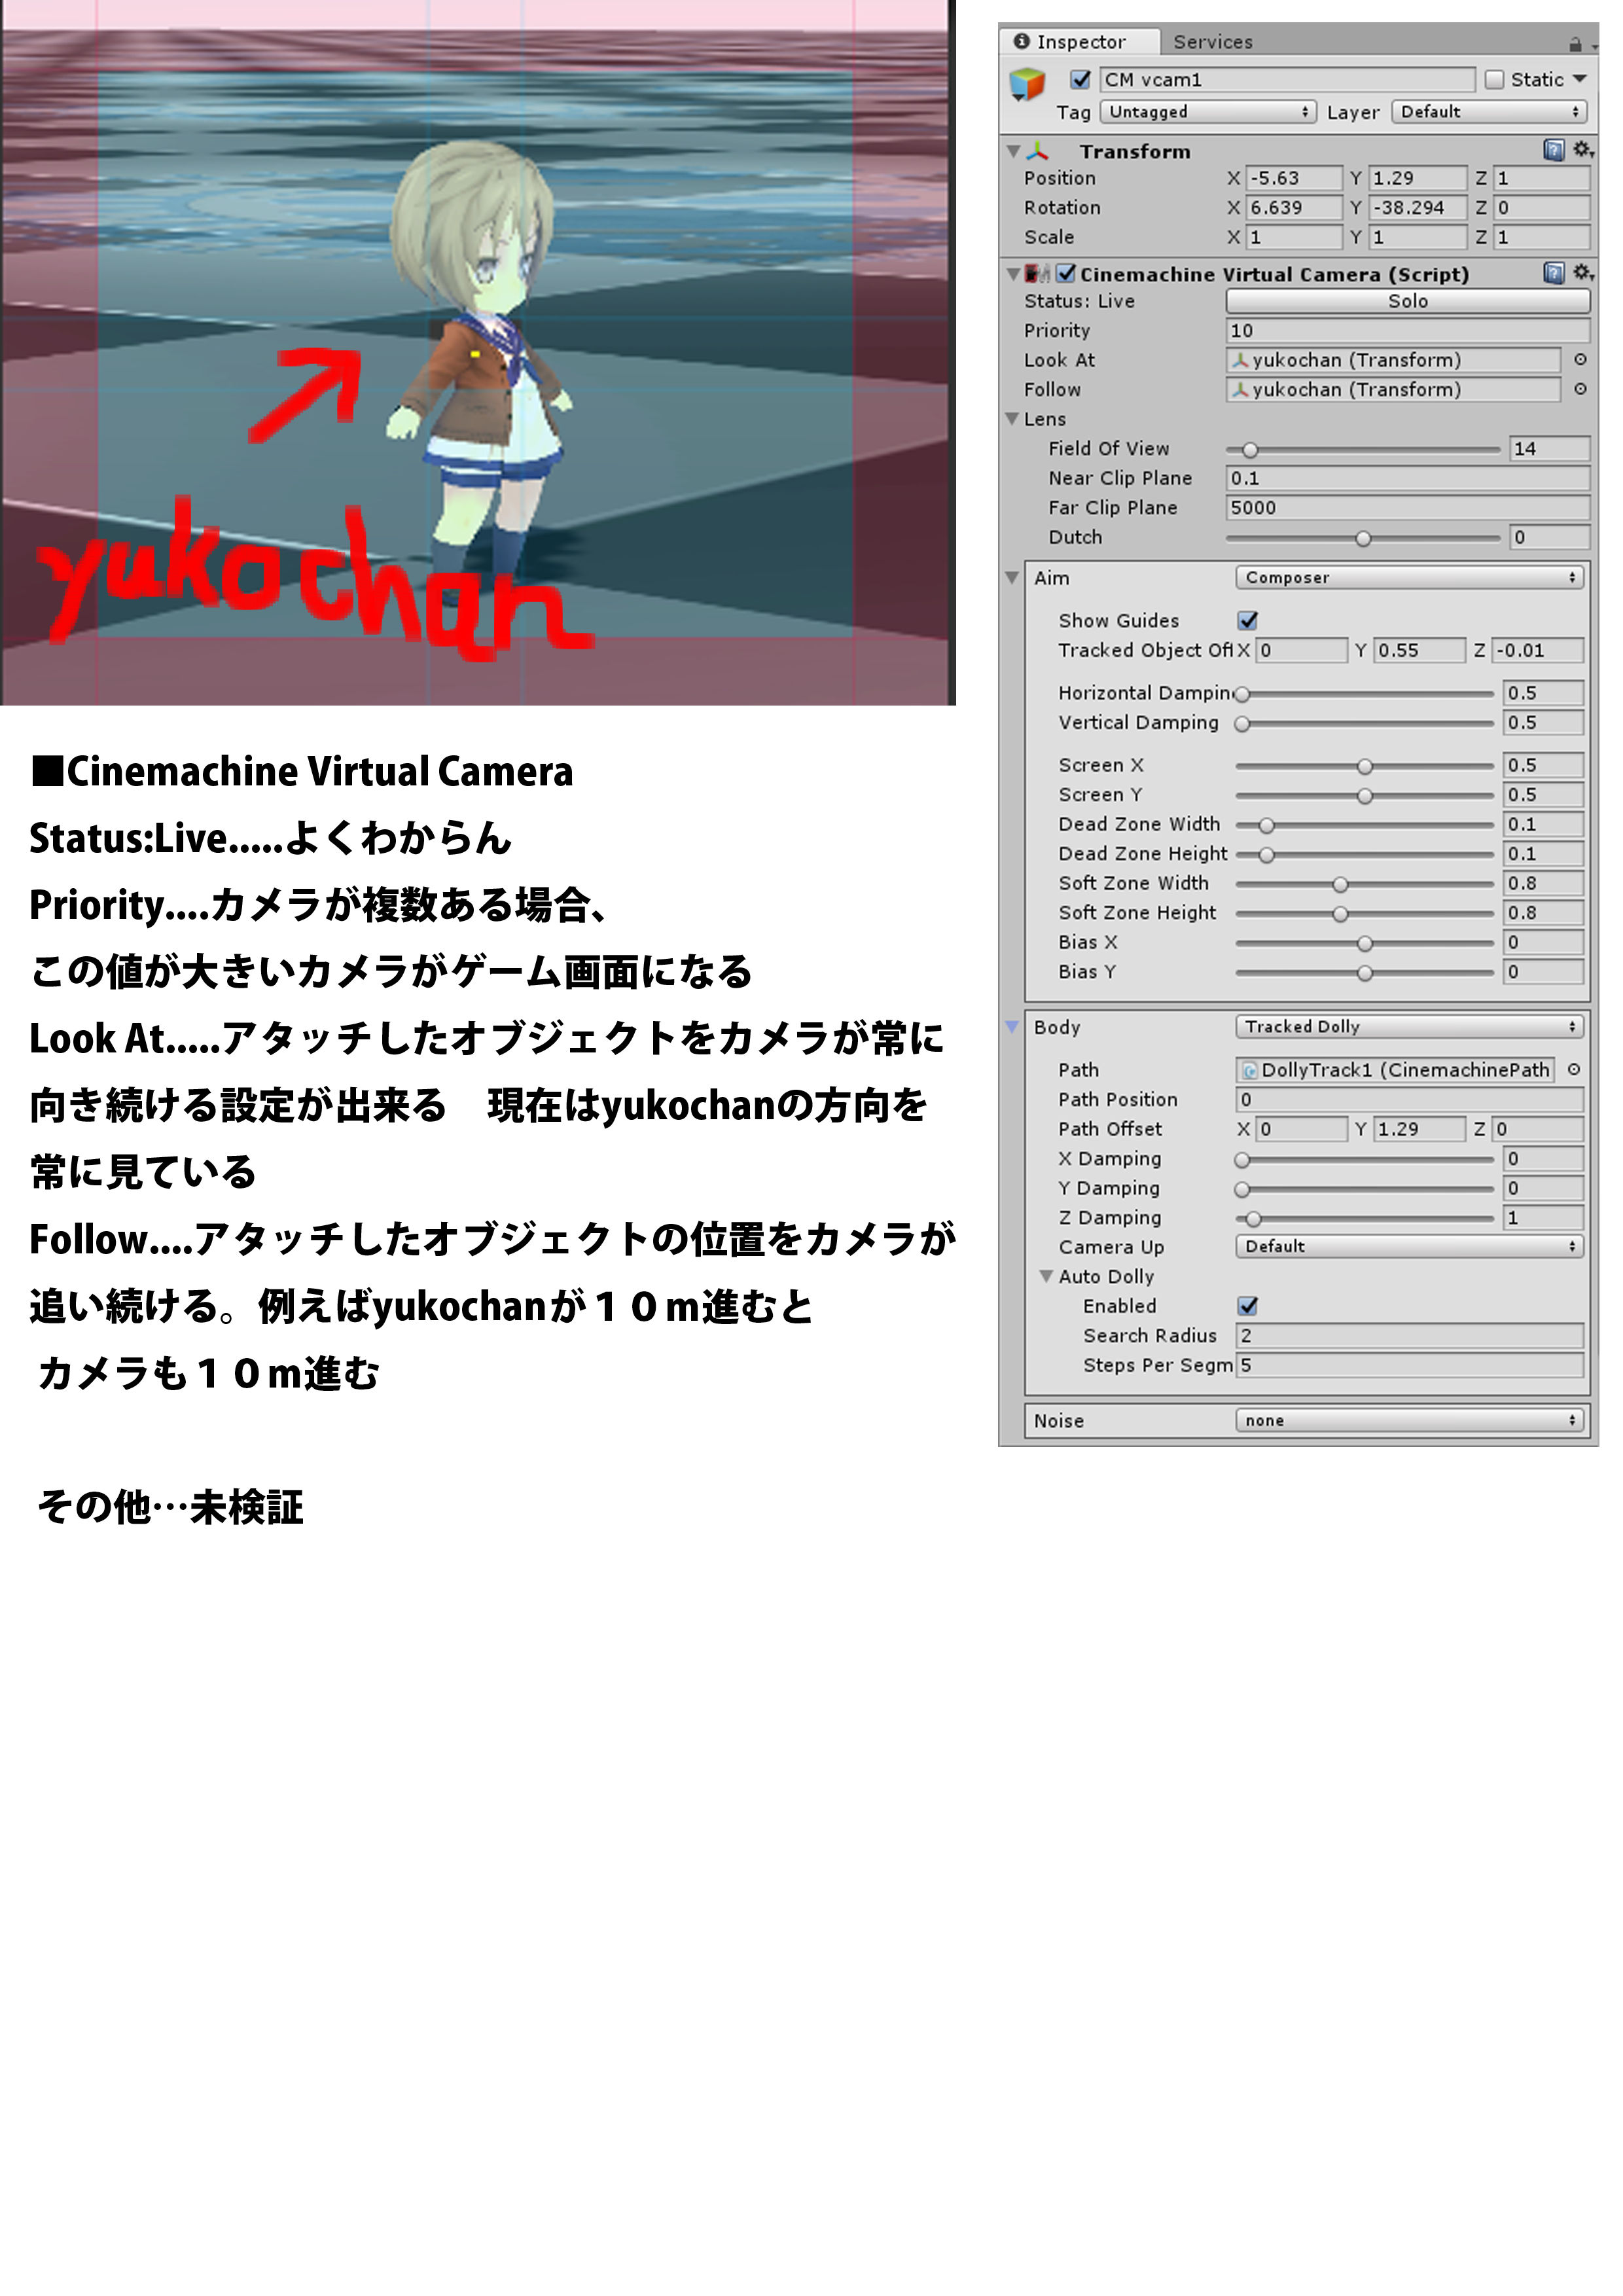 yukochan
■Cinemachine Virtual Camera
Status:Live.....よくわからん
Priority....カメラが複数ある場合、
この値が大きいカメラがゲーム画面になる
Look At.....アタッチしたオブジェクトをカメラが常に
向き続ける設定が出来る　現在はyukochanの方向を
常に見ている
Follow....アタッチしたオブジェクトの位置をカメラが
追い続ける。例えばyukochanが１０m進むと
カメラも１０m進む
その他…未検証
Inspector Services
CM vcam1 Static
Tag Untagged Layer Default
Transform
Position X -5.63 Y 1.29 Z 1
Rotation X 6.639 Y -38.294 Z 0
Scale X 1 Y 1 Z 1
Cinemachine Virtual Camera (Script)
Status: Live Solo
Priority 10
Look At yukochan (Transform)
Follow yukochan (Transform)
Lens
Field Of View 14
Near Clip Plane 0.1
Far Clip Plane 5000
Dutch 0
Aim Composer
Show Guides
Tracked Object Off X 0 Y 0.55 Z -0.01
Horizontal Dampin 0.5
Vertical Damping 0.5
Screen X 0.5
Screen Y 0.5
Dead Zone Width 0.1
Dead Zone Height 0.1
Soft Zone Width 0.8
Soft Zone Height 0.8
Bias X 0
Bias Y 0
Body Tracked Dolly
Path DollyTrack1 (CinemachinePath
Path Position 0
Path Offset X 0 Y 1.29 Z 0
X Damping 0
Y Damping 0
Z Damping 1
Camera Up Default
Auto Dolly
Enabled
Search Radius 2
Steps Per Segm 5
Noise none